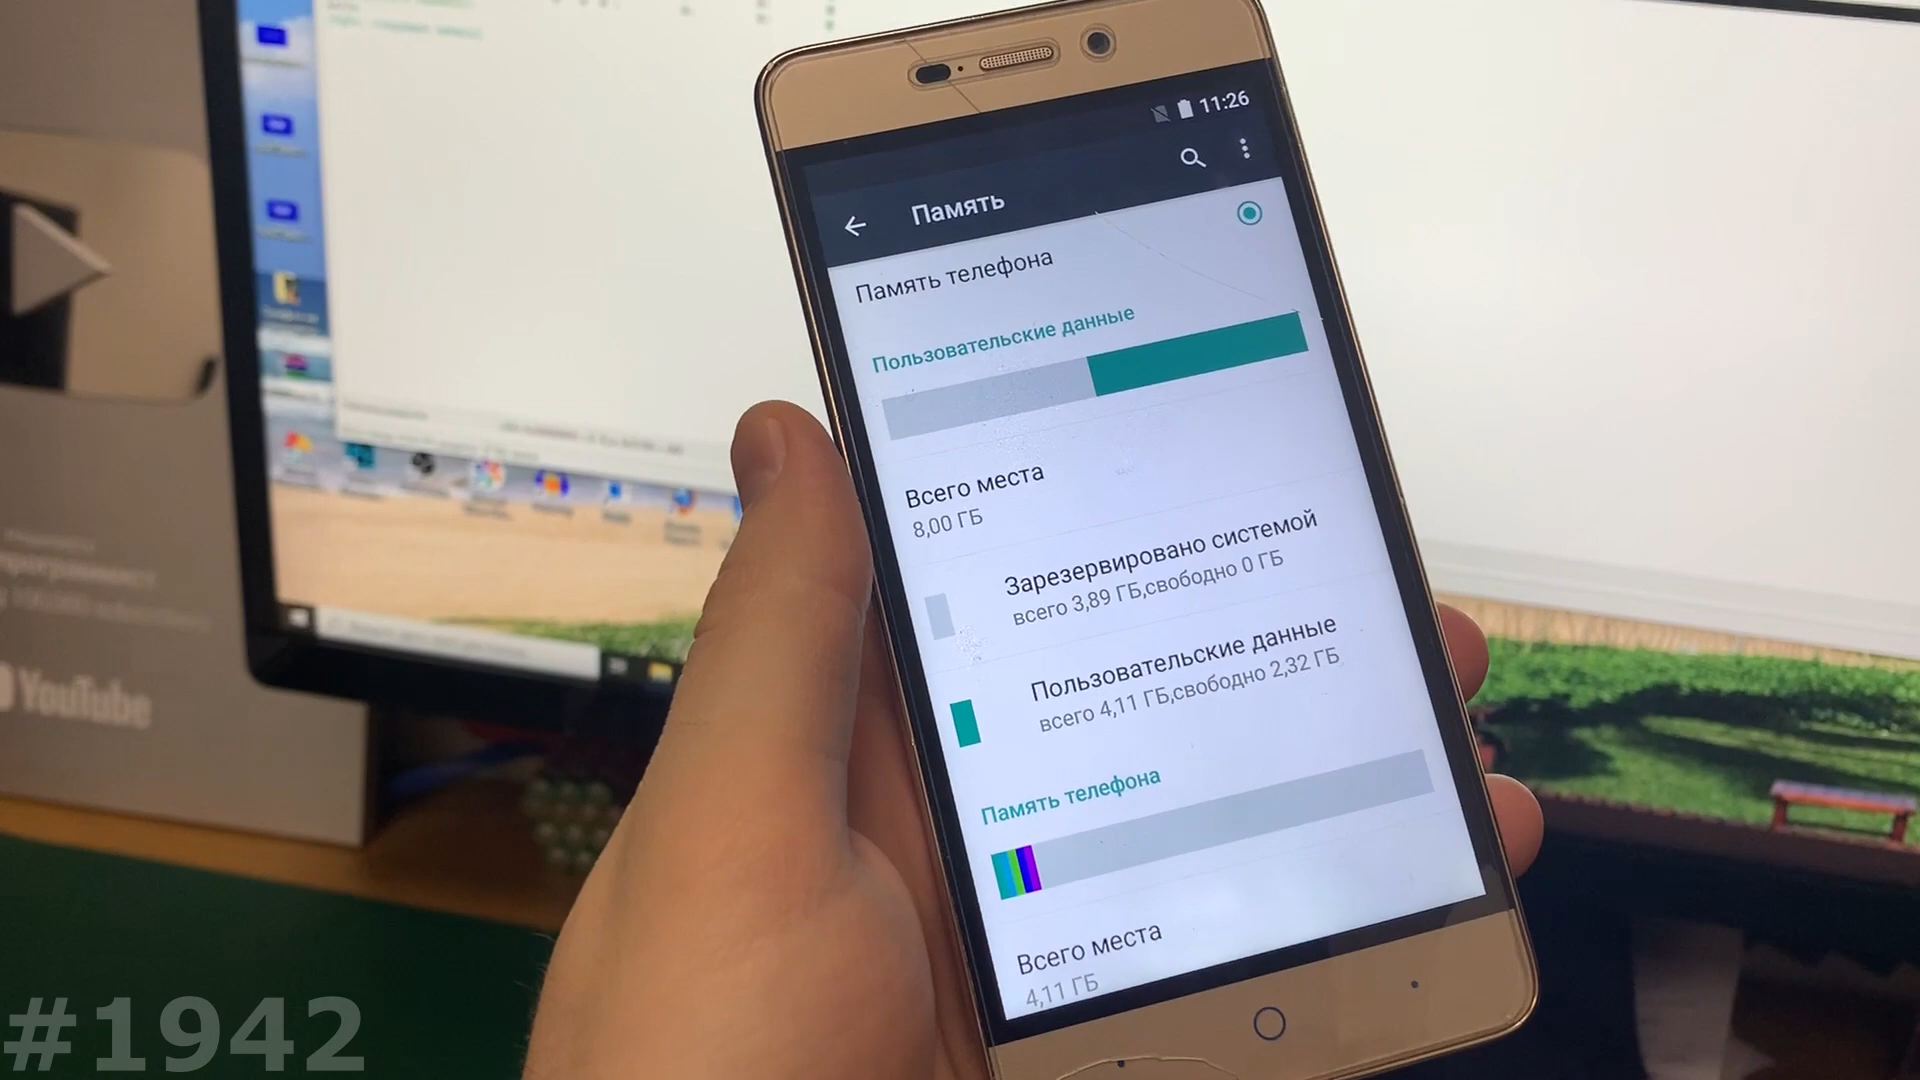 11:26
Память
Память телефона
Пользовательские данные
Всего места
8,00 ГБ
Зарезервировано системой
всего 3,89 ГБ,свободно 0 ГБ
Пользовательские данные
всего 4,11 ГБ,свободно 2,32 ГБ
Память телефона
Всего места
4,11 ГБ
YouTube
#1942